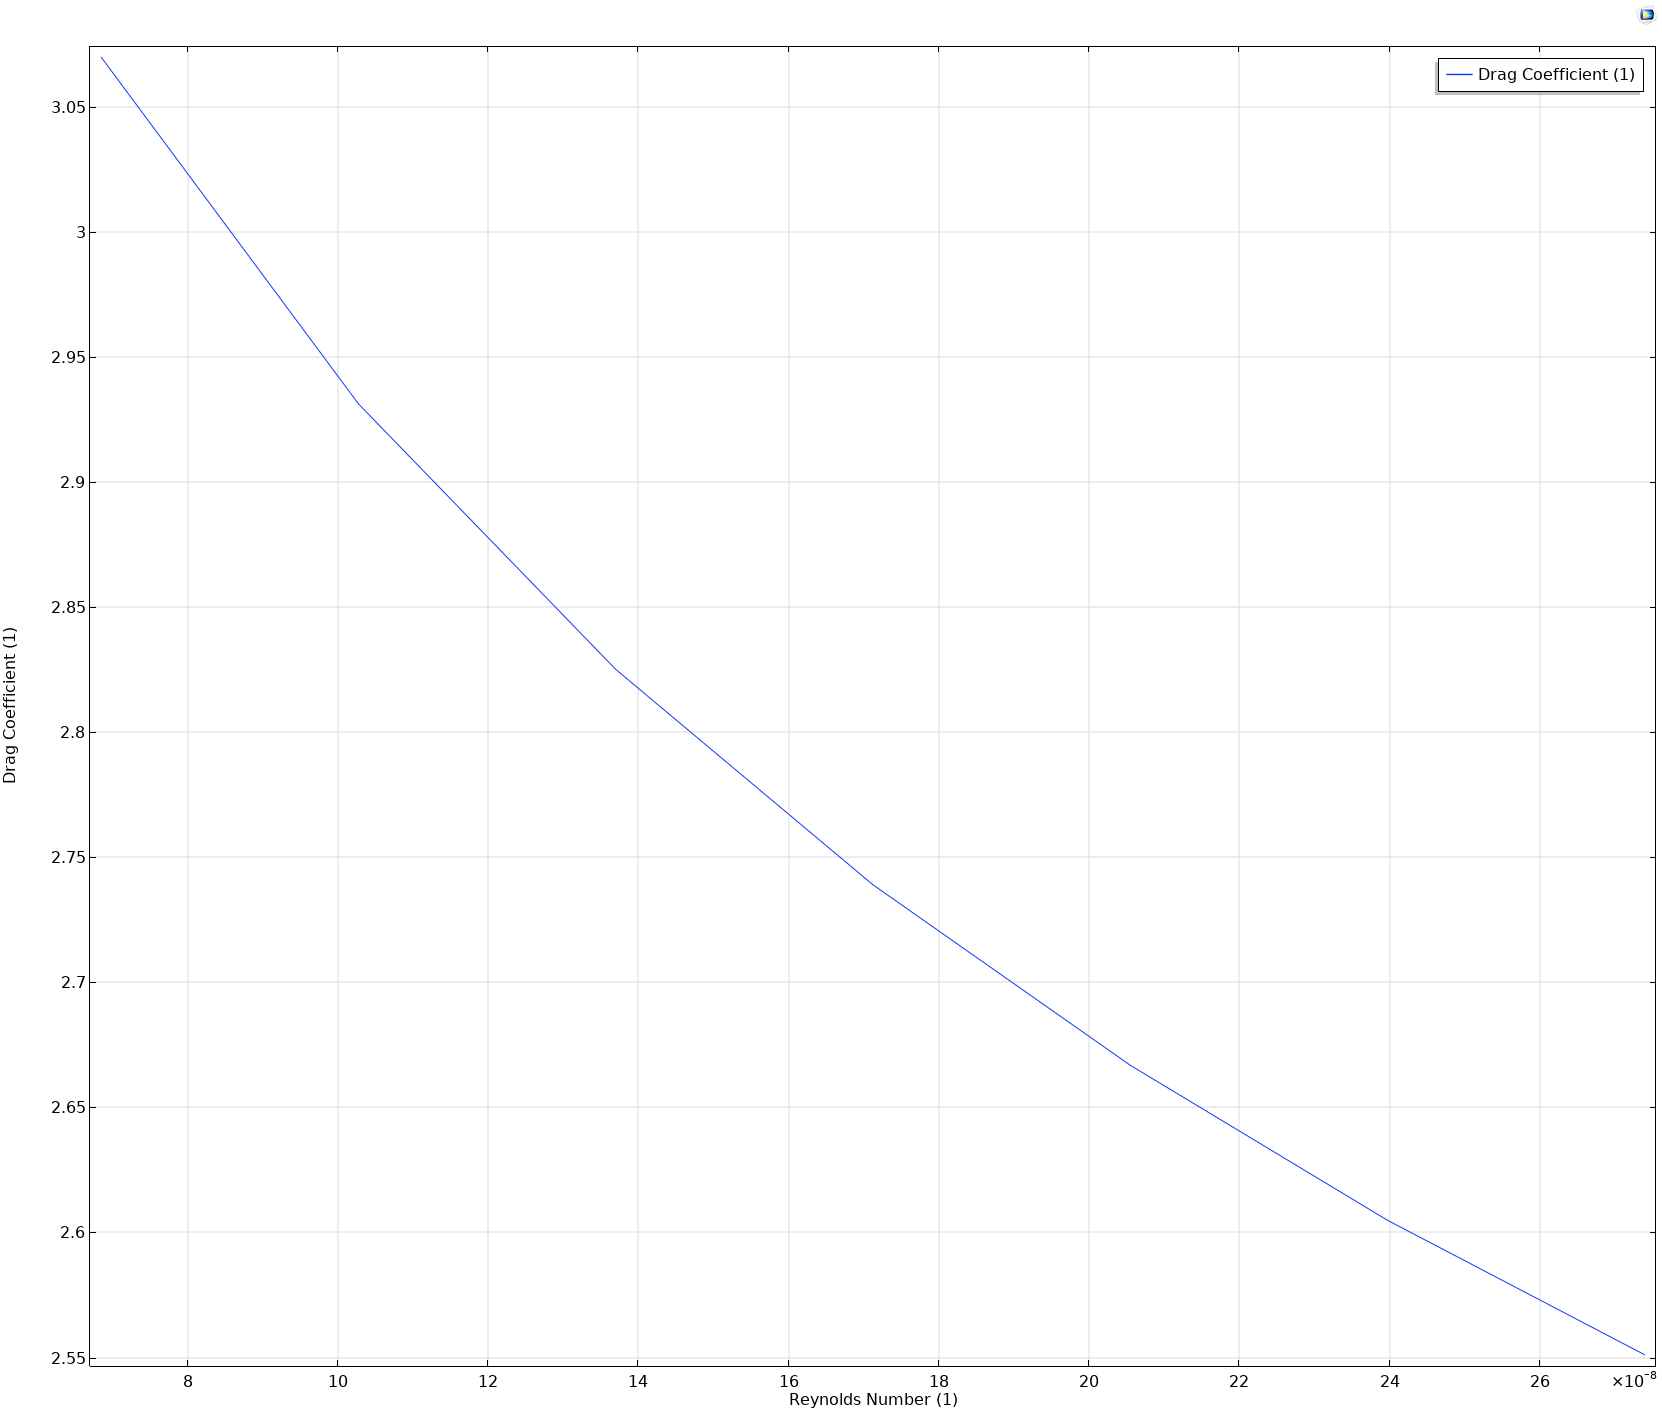 Drag Coefficient (1)
3.05
3
2.95
2.9
2.85
2.8
2.75
2.7
2.65
2.6
2.55
Drag Coefficient (1)
8 10 12 14 16 18 20 22 24 26 ×10⁻⁸
Reynolds Number (1)